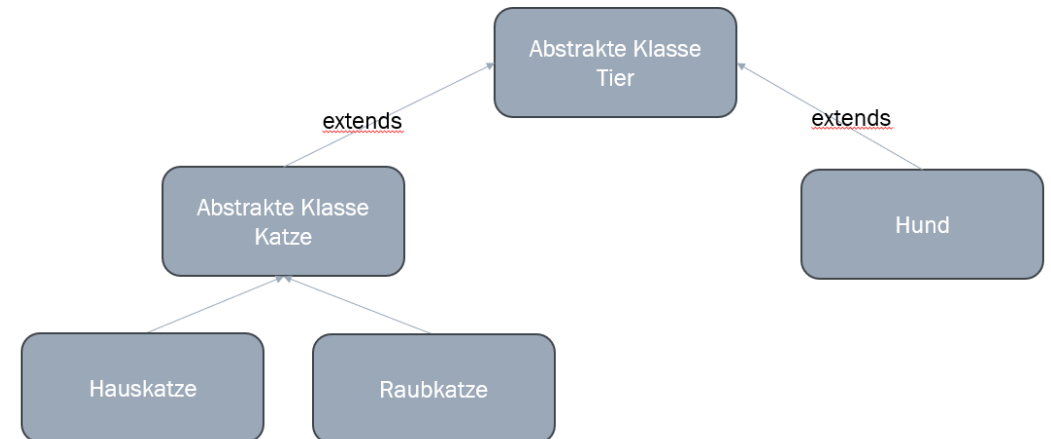 Abstrakte Klasse
Tier
extends
extends
Abstrakte Klasse
Katze
Hund
Hauskatze
Raubkatze